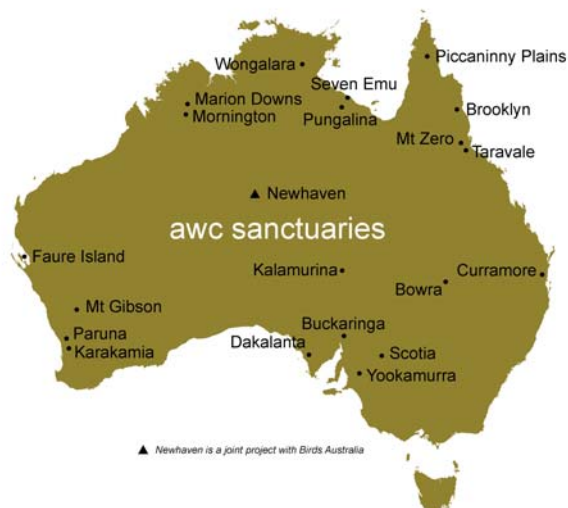 Wongalara
Piccaninny Plains
Seven Emu
Marion Downs
Pungalina
Brooklyn
Mornington
Mt Zero
Taravale
▲ Newhaven
awc sanctuaries
Faure Island
Kalamurina
Curramore
Bowra
Mt Gibson
Buckaringa
Paruna
Dakalanta
Karakamia
Scotia
Yookamurra
▲ Newhaven is a joint project with Birds Australia